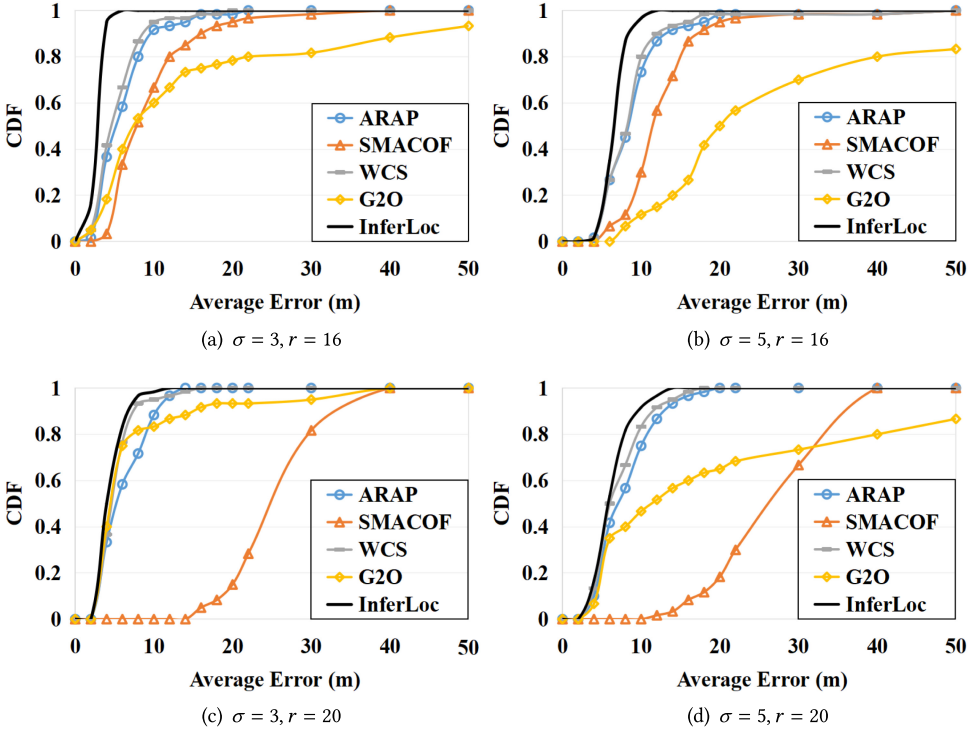 1
0.8
0.6
0.4
0.2
0
CDF
0 10 20 30 40 50
Average Error (m)
ARAP
SMACOF
WCS
G2O
InferLoc
(a) σ = 3, r = 16
1
0.8
0.6
0.4
0.2
0
CDF
0 10 20 30 40 50
Average Error (m)
ARAP
SMACOF
WCS
G2O
InferLoc
(b) σ = 5, r = 16
1
0.8
0.6
0.4
0.2
0
CDF
0 10 20 30 40 50
Average Error (m)
ARAP
SMACOF
WCS
G2O
InferLoc
(c) σ = 3, r = 20
1
0.8
0.6
0.4
0.2
0
CDF
0 10 20 30 40 50
Average Error (m)
ARAP
SMACOF
WCS
G2O
InferLoc
(d) σ = 5, r = 20